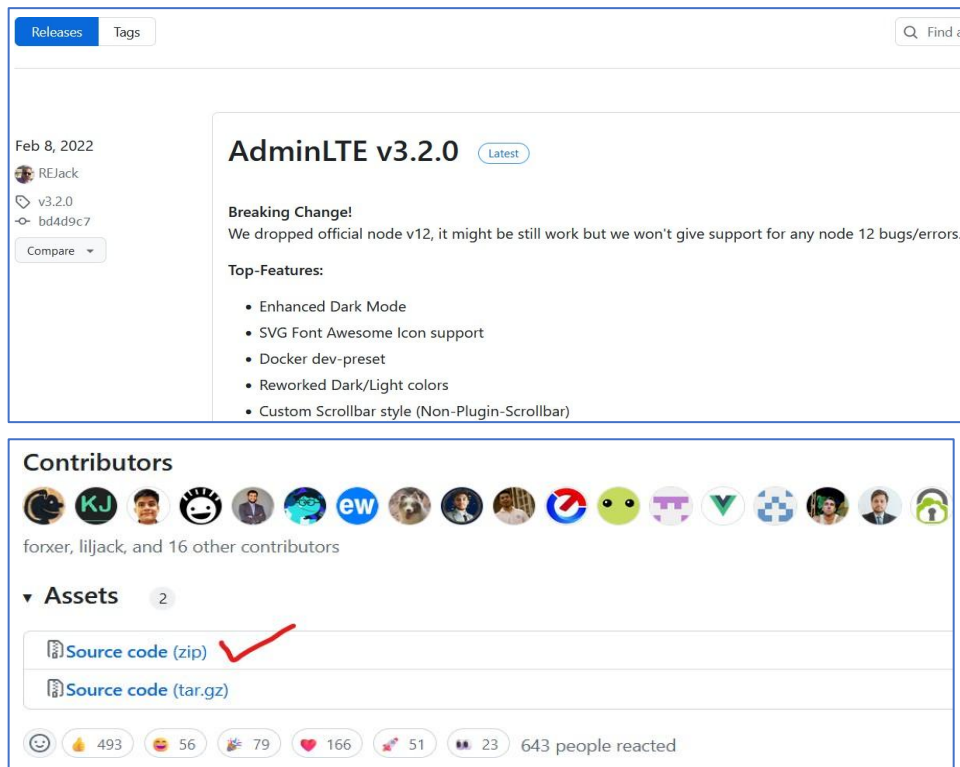 Releases Tags Find a
Feb 8, 2022
REJack
v3.2.0
bd4d9c7
Compare
AdminLTE v3.2.0 Latest
Breaking Change!
We dropped official node v12, it might be still work but we won't give support for any node 12 bugs/errors.
Top-Features:
• Enhanced Dark Mode
• SVG Font Awesome Icon support
• Docker dev-preset
• Reworked Dark/Light colors
• Custom Scrollbar style (Non-Plugin-Scrollbar)
Contributors
KJ ew
forxer, liljack, and 16 other contributors
Assets 2
Source code (zip)
Source code (tar.gz)
493 56 79 166 51 23 643 people reacted